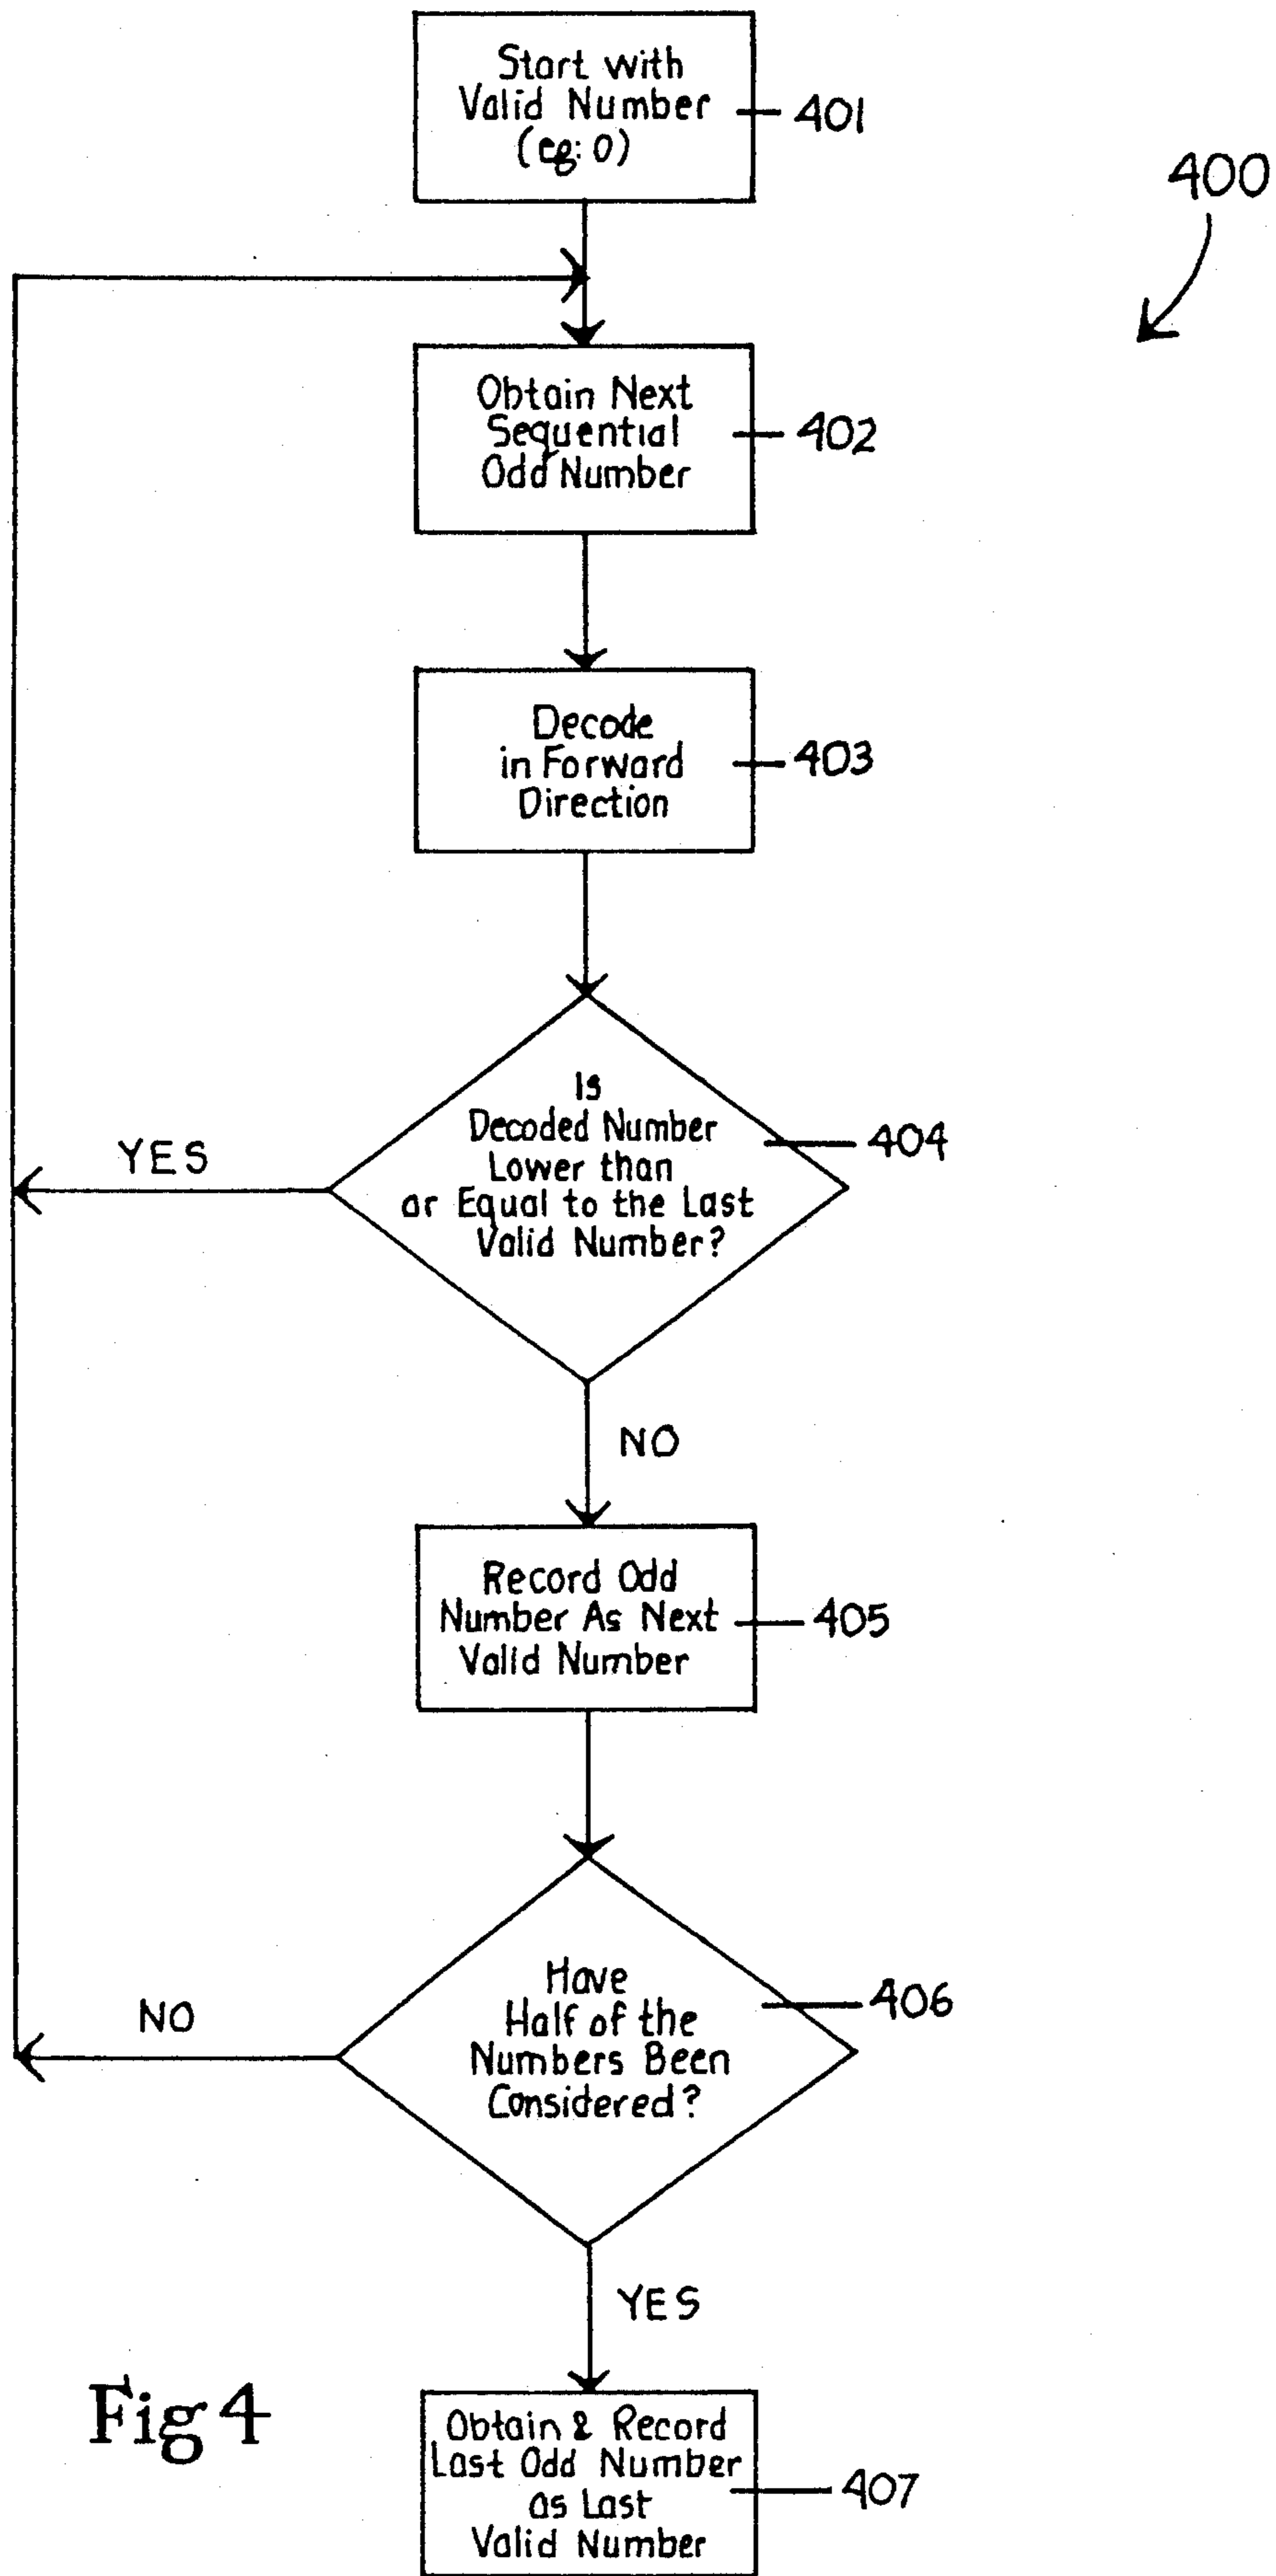 Start with
Valid Number
(eg: 0)
401
400
Obtain Next
Sequential
Odd Number
402
Decode
in Forward
Direction
403
Is
Decoded Number
Lower than
or Equal to the Last
Valid Number?
404
YES
NO
Record Odd
Number As Next
Valid Number
405
Have
Half of the
Numbers Been
Considered?
406
NO
YES
Fig 4
Obtain & Record
Last Odd Number
as Last
Valid Number
407